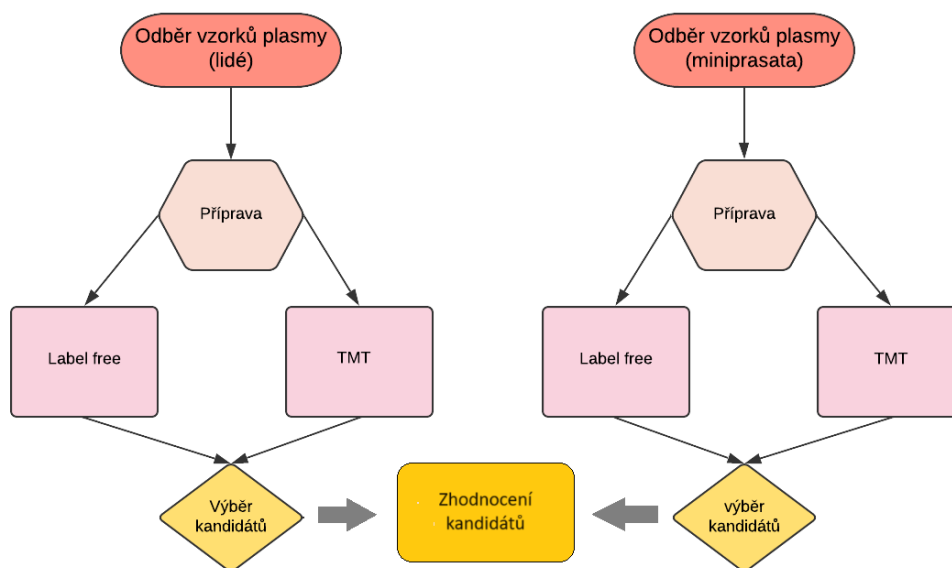 Odběr vzorků plasmy
(lidé)
Odběr vzorků plasmy
(miniprasata)
Příprava
Příprava
Label free
TMT
Label free
TMT
Výběr
kandidátů
Zhodnocení
kandidátů
výběr
kandidátů